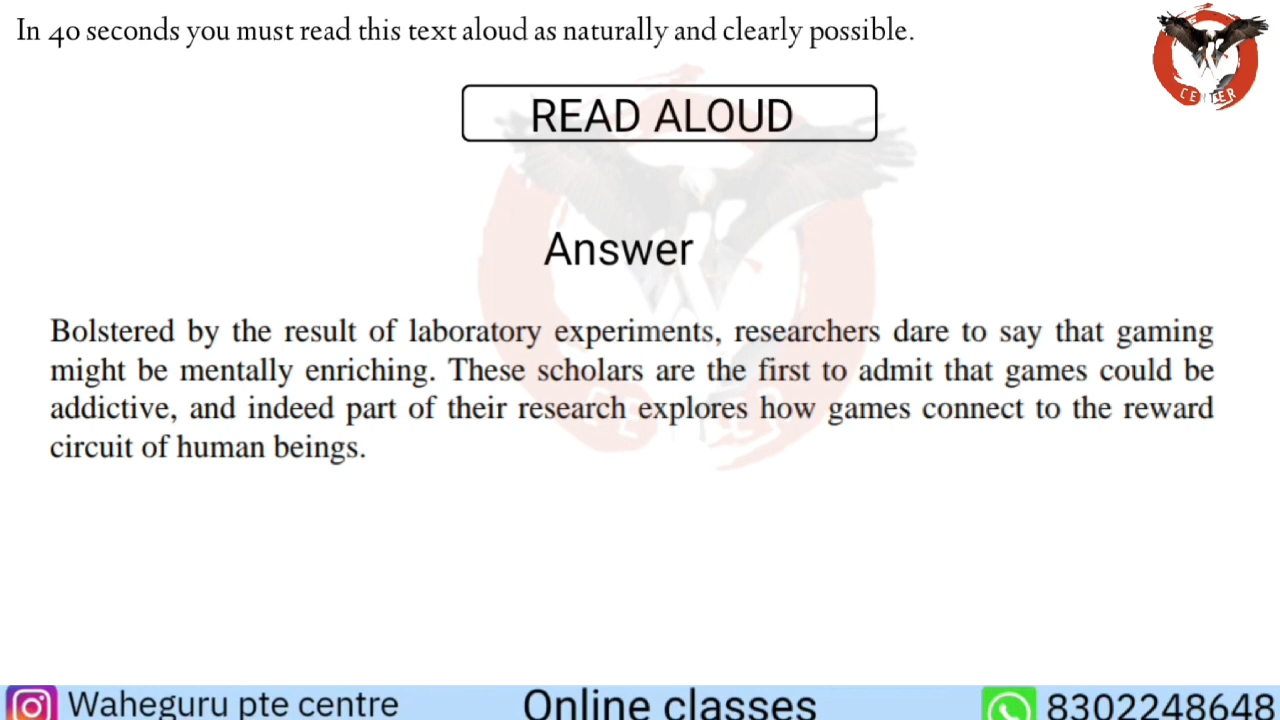 In 40 seconds you must read this text aloud as naturally and clearly possible.
CENTER
READ ALOUD
Answer
Bolstered by the result of laboratory experiments, researchers dare to say that gaming
might be mentally enriching. These scholars are the first to admit that games could be
addictive, and indeed part of their research explores how games connect to the reward
circuit of human beings.
Waheguru pte centre
Online classes
8302248648